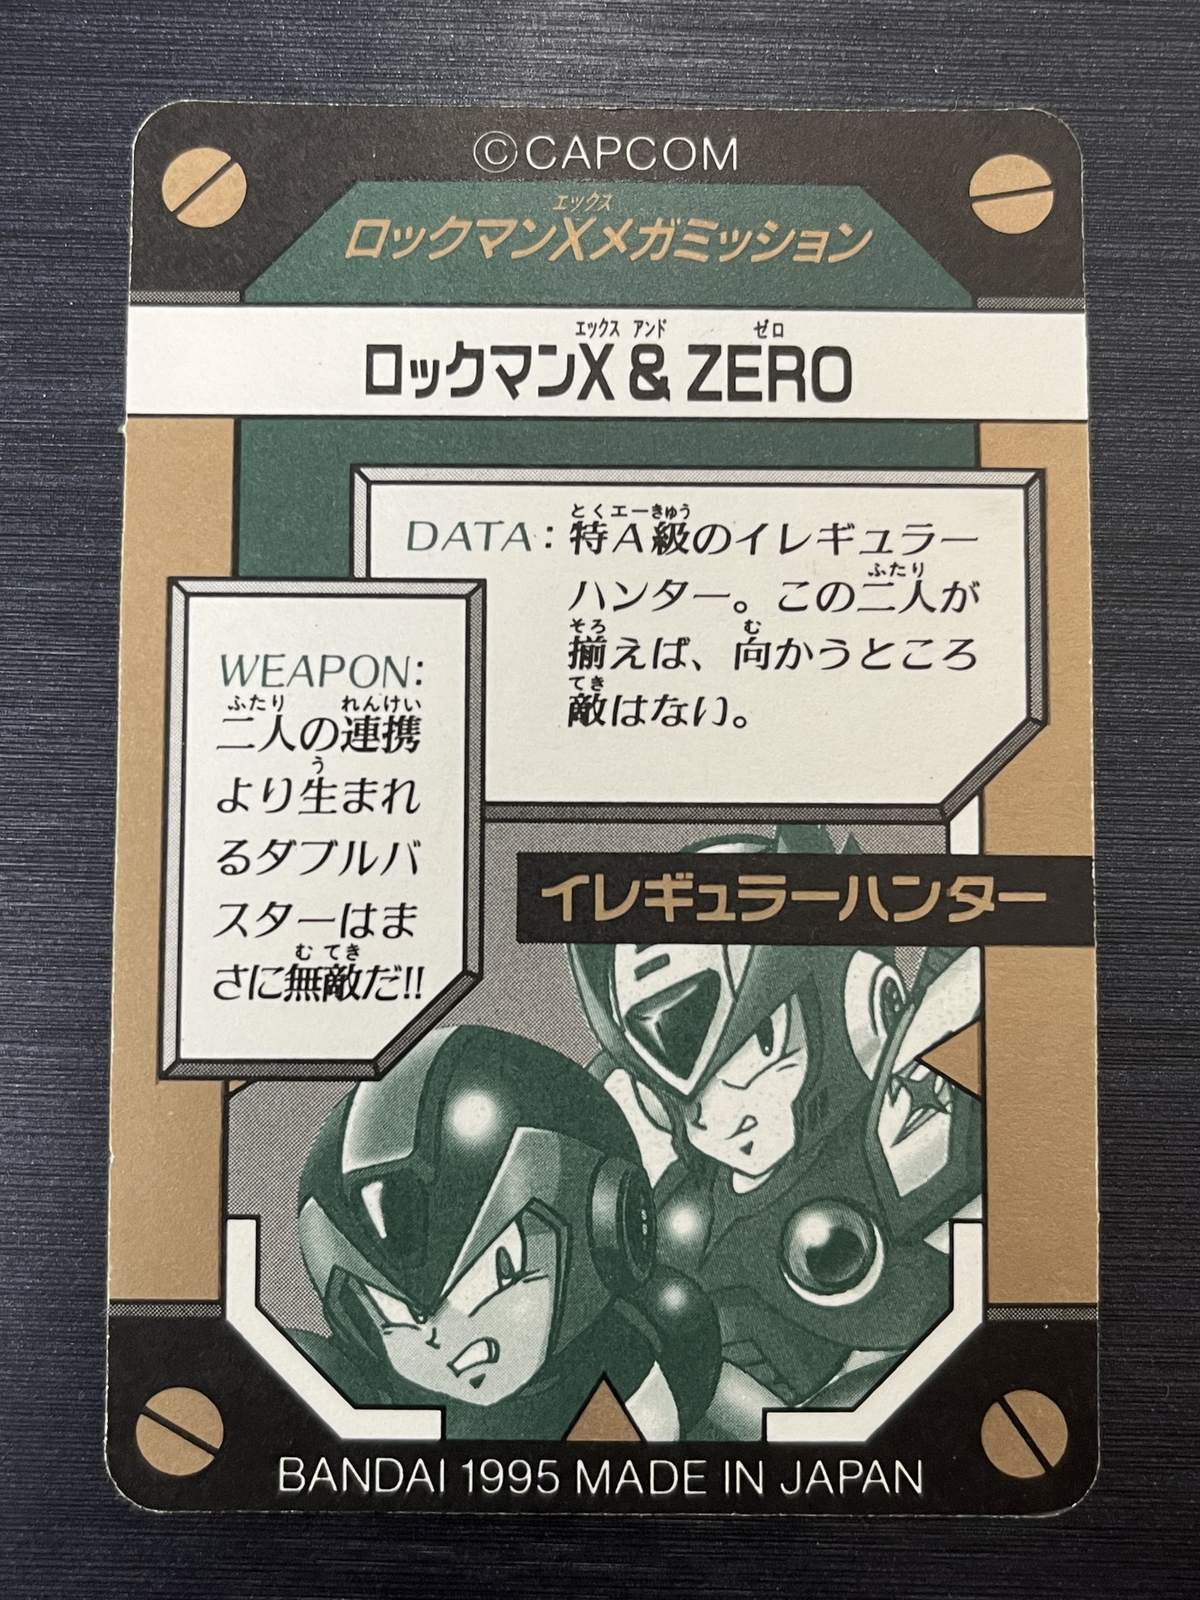 ©CAPCOM
エックス
ロックマンXメガミッション
エックス アンド ゼロ
ロックマンX & ZERO
とくエーきゅう
DATA: 特A級のイレギュラー
ふたり
ハンター。この二人が
そろ む
揃えば、向かうところ
てき
敵はない。
WEAPON:
ふたり れんけい
二人の連携
う
より生まれ
るダブルバ
スターはま
むてき
さに無敵だ!!
イレギュラーハンター
BANDAI 1995 MADE IN JAPAN